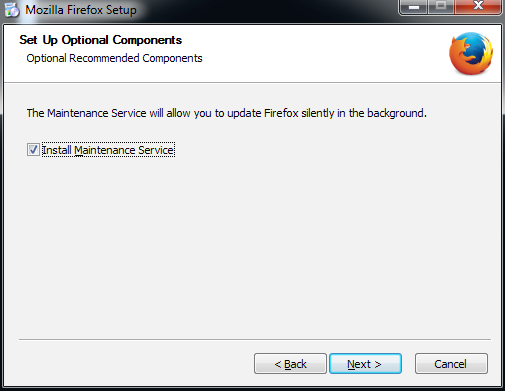 Mozilla Firefox Setup
Set Up Optional Components
Optional Recommended Components
The Maintenance Service will allow you to update Firefox silently in the background.
Install Maintenance Service
< Back
Next >
Cancel